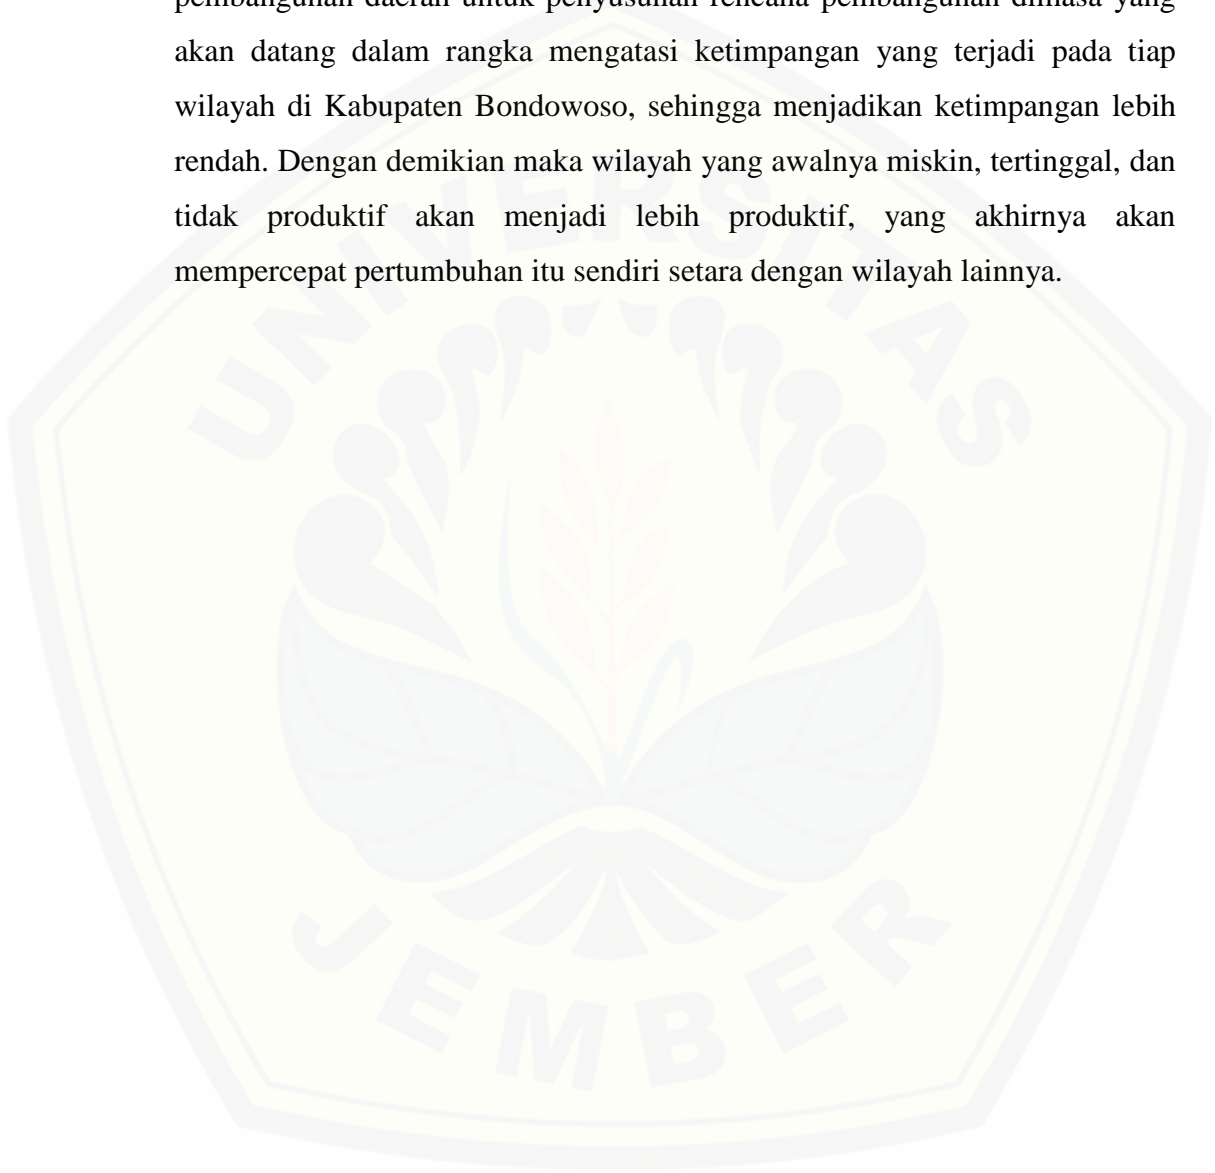 pembangunan daerah untuk penyusunan rencana pembangunan dimasa yang
akan datang dalam rangka mengatasi ketimpangan yang terjadi pada tiap
wilayah di Kabupaten Bondowoso, sehingga menjadikan ketimpangan lebih
rendah. Dengan demikian maka wilayah yang awalnya miskin, tertinggal, dan
tidak produktif akan menjadi lebih produktif, yang akhirnya akan
mempercepat pertumbuhan itu sendiri setara dengan wilayah lainnya.
UNIVERSITAS
JEMBER